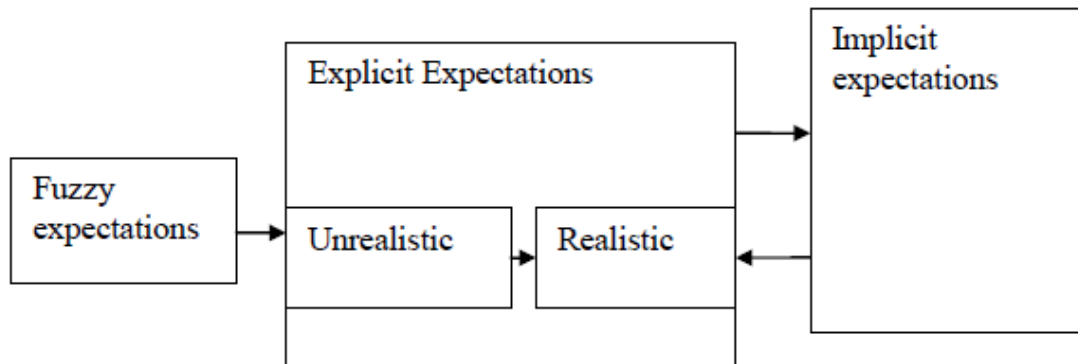 Implicit
expectations
Explicit Expectations
Fuzzy
expectations
Unrealistic
Realistic